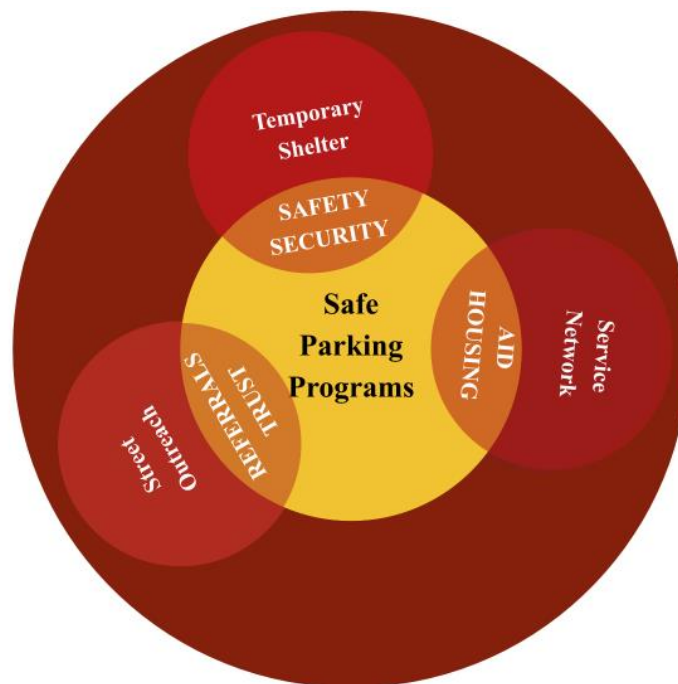 Temporary
Shelter
SAFETY
SECURITY
Safe
Parking
Programs
AID
HOUSING
Service
Network
REFERRALS
TRUST
Street
Outreach